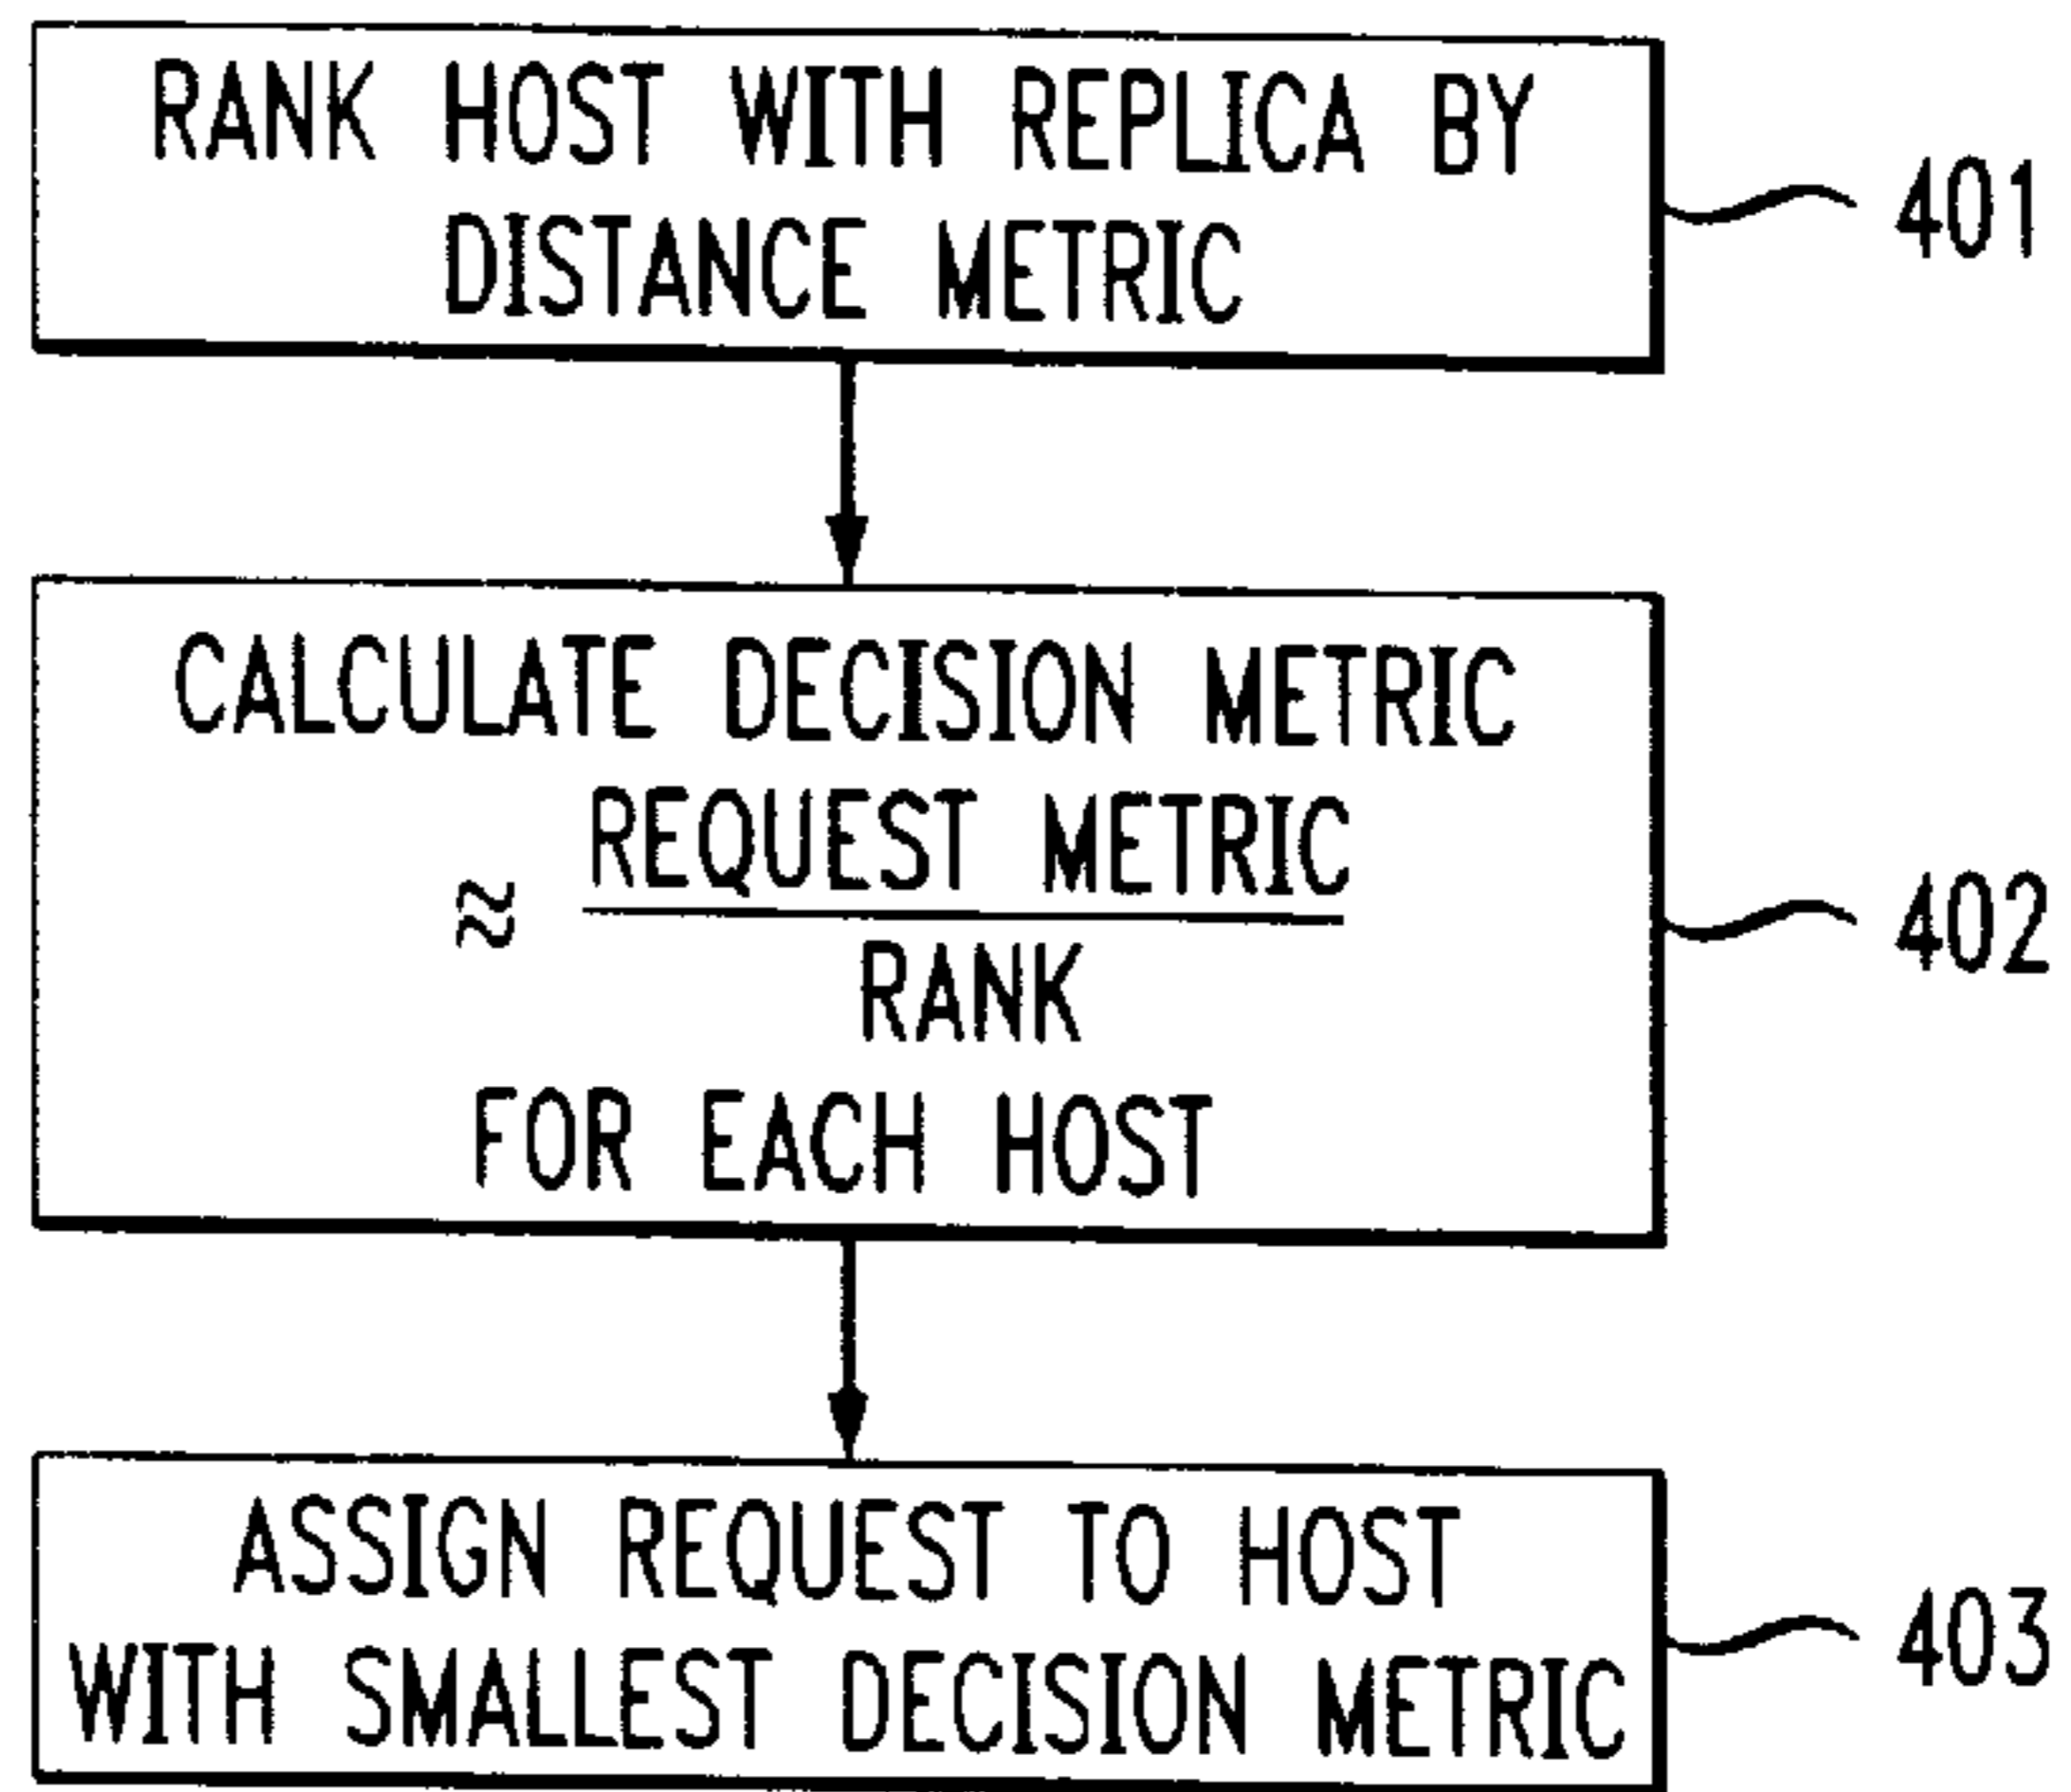 RANK HOST WITH REPLICA BY
DISTANCE METRIC
401
CALCULATE DECISION METRIC
REQUEST METRIC
≈
RANK
402
FOR EACH HOST
ASSIGN REQUEST TO HOST
WITH SMALLEST DECISION METRIC
403